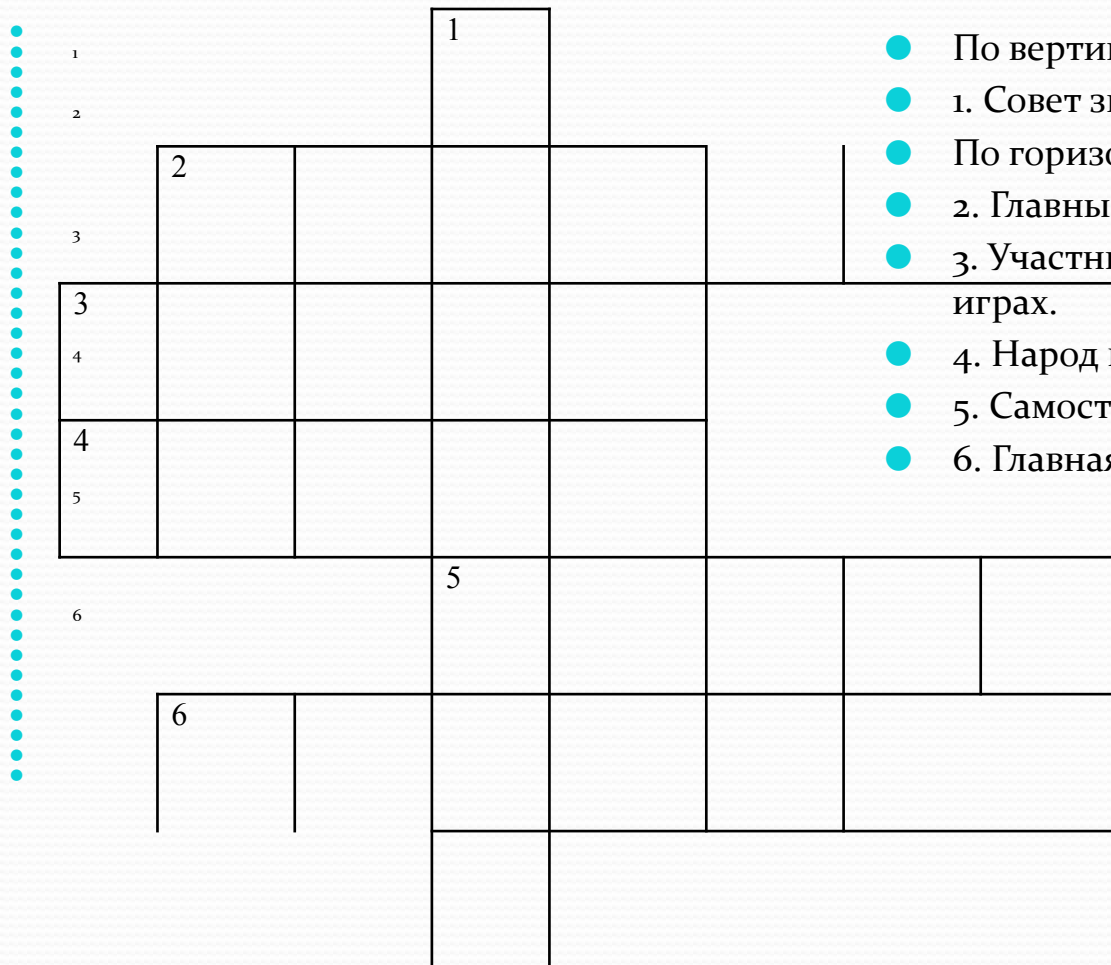 1
1
2
2
3
3
4
4
5
5
6
6
По верти
1. Совет з
По горизо
2. Главны
3. Участн
играх.
4. Народ
5. Самост
6. Главная